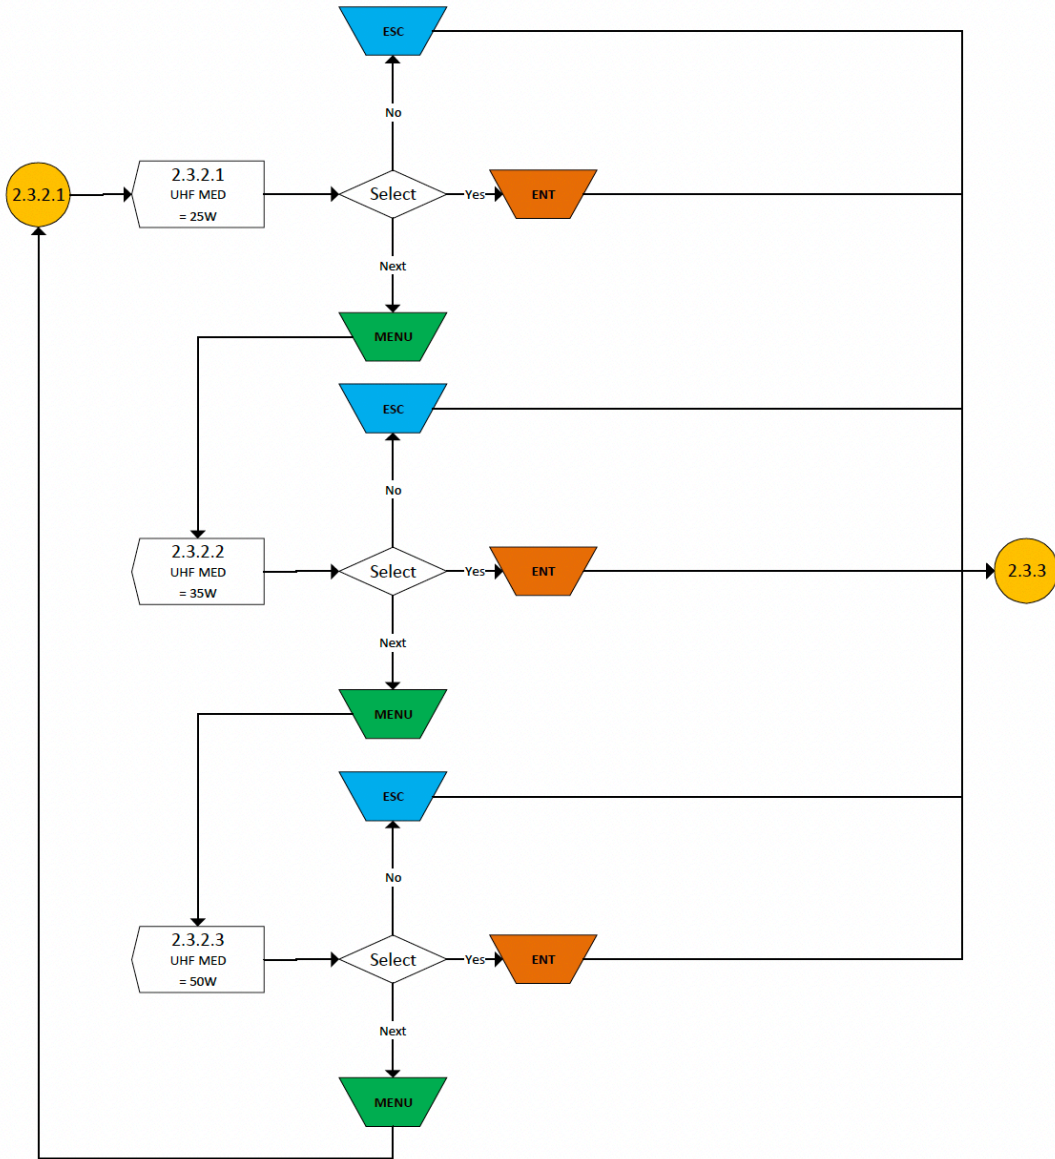 ESC
No
2.3.2.1
2.3.2.1
UHF MED
= 25W
Select
Yes
ENT
Next
MENU
ESC
No
2.3.2.2
UHF MED
= 35W
Select
Yes
ENT
2.3.3
Next
MENU
ESC
No
2.3.2.3
UHF MED
= 50W
Select
Yes
ENT
Next
MENU